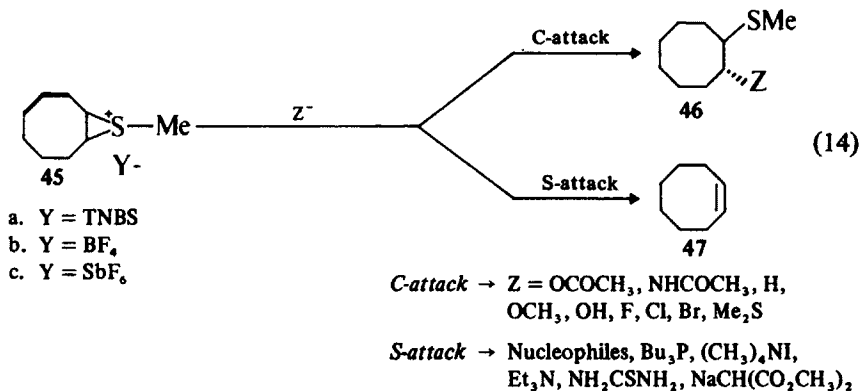 C-attack
SMe
Z
46
+
S—Me
Z⁻
(14)
45
Y-
S-attack
47
a. Y = TNBS
b. Y = BF₄
c. Y = SbF₆
C-attack → Z = OCOCH₃, NHCOCH₃, H,
OCH₃, OH, F, Cl, Br, Me₂S
S-attack → Nucleophiles, Bu₃P, (CH₃)₄NI,
Et₃N, NH₂CSNH₂, NaCH(CO₂CH₃)₂